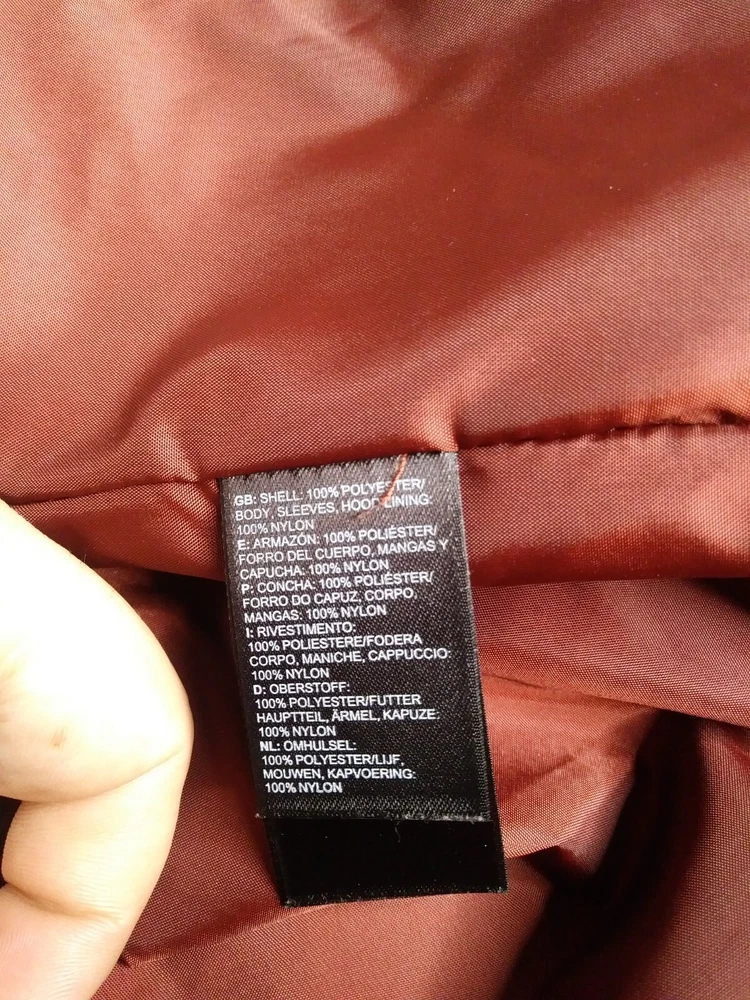 GB: SHELL: 100% POLYESTER/
BODY, SLEEVES, HOOD LINING:
100% NYLON
E: ARMAZÓN: 100% POLIÉSTER/
FORRO DEL CUERPO, MANGAS Y
CAPUCHA: 100% NYLON
P: CONCHA: 100% POLIÉSTER/
FORRO DO CAPUZ, CORPO,
MANGAS: 100% NYLON
I: RIVESTIMENTO:
100% POLIESTERE/FODERA
CORPO, MANICHE, CAPPUCCIO:
100% NYLON
D: OBERSTOFF:
100% POLYESTER/FUTTER
HAUPTTEIL, ÄRMEL, KAPUZE:
100% NYLON
NL: OMHULSEL:
100% POLYESTER/LIJF,
MOUWEN, KAPVOERING:
100% NYLON